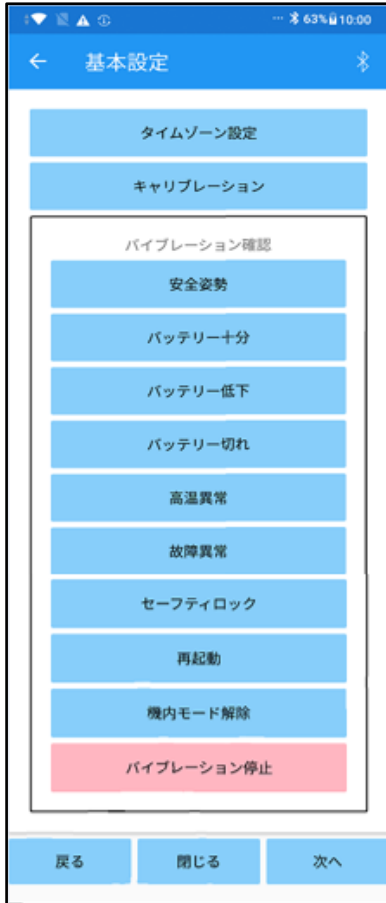 63% 10:00
基本設定
タイムゾーン設定
キャリブレーション
バイブレーション確認
安全姿勢
バッテリー十分
バッテリー低下
バッテリー切れ
高温異常
故障異常
セーフティロック
再起動
機内モード解除
バイブレーション停止
戻る 閉じる 次へ